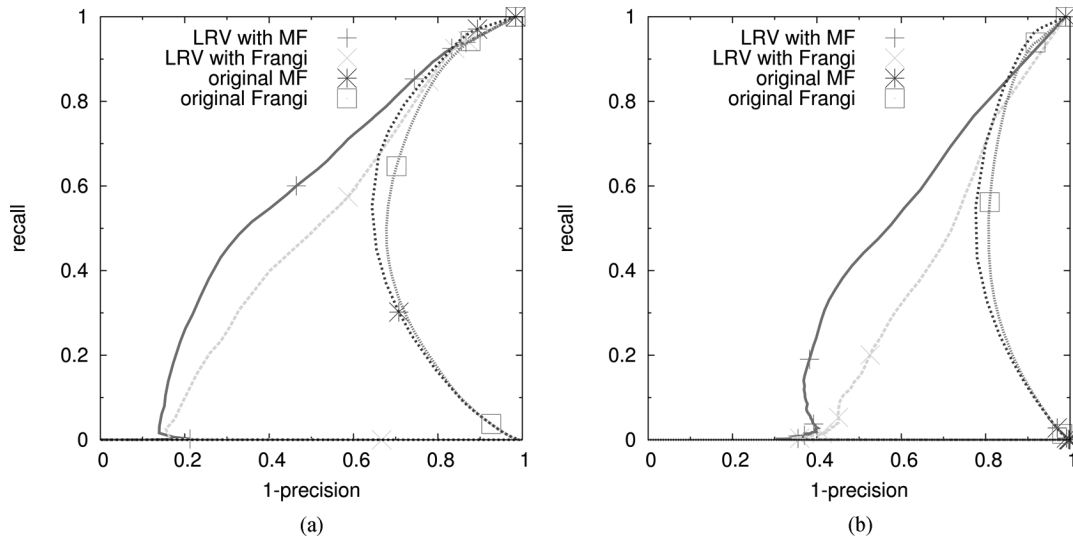 1
0.8
0.6
0.4
0.2
0
0 0.2 0.4 0.6 0.8 1
recall
1-precision
LRV with MF
LRV with Frangi
original MF
original Frangi
(a)
1
0.8
0.6
0.4
0.2
0
0 0.2 0.4 0.6 0.8 1
recall
1-precision
LRV with MF
LRV with Frangi
original MF
original Frangi
(b)